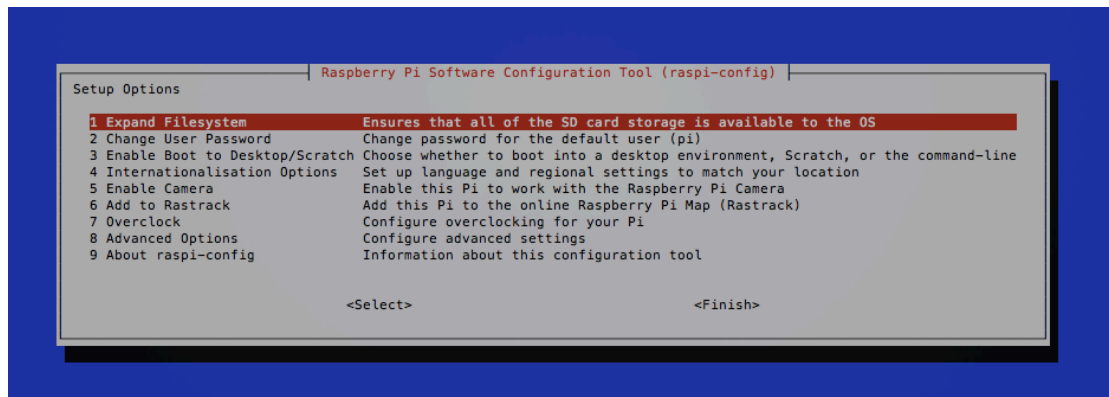 Raspberry Pi Software Configuration Tool (raspi-config)
Setup Options
1 Expand Filesystem Ensures that all of the SD card storage is available to the OS
2 Change User Password Change password for the default user (pi)
3 Enable Boot to Desktop/Scratch Choose whether to boot into a desktop environment, Scratch, or the command-line
4 Internationalisation Options Set up language and regional settings to match your location
5 Enable Camera Enable this Pi to work with the Raspberry Pi Camera
6 Add to Rastrack Add this Pi to the online Raspberry Pi Map (Rastrack)
7 Overclock Configure overclocking for your Pi
8 Advanced Options Configure advanced settings
9 About raspi-config Information about this configuration tool
<Select> <Finish>